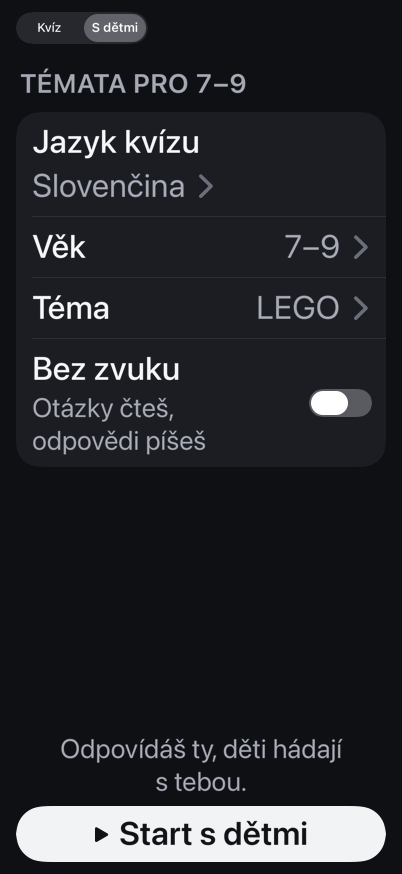 Kvíz
S dětmi
TÉMATA PRO 7–9
Jazyk kvízu
Slovenčina
Věk 7–9
Téma LEGO
Bez zvuku
Otázky čteš,
odpovědi píšeš
Odpovídáš ty, děti hádají
s tebou.
Start s dětmi